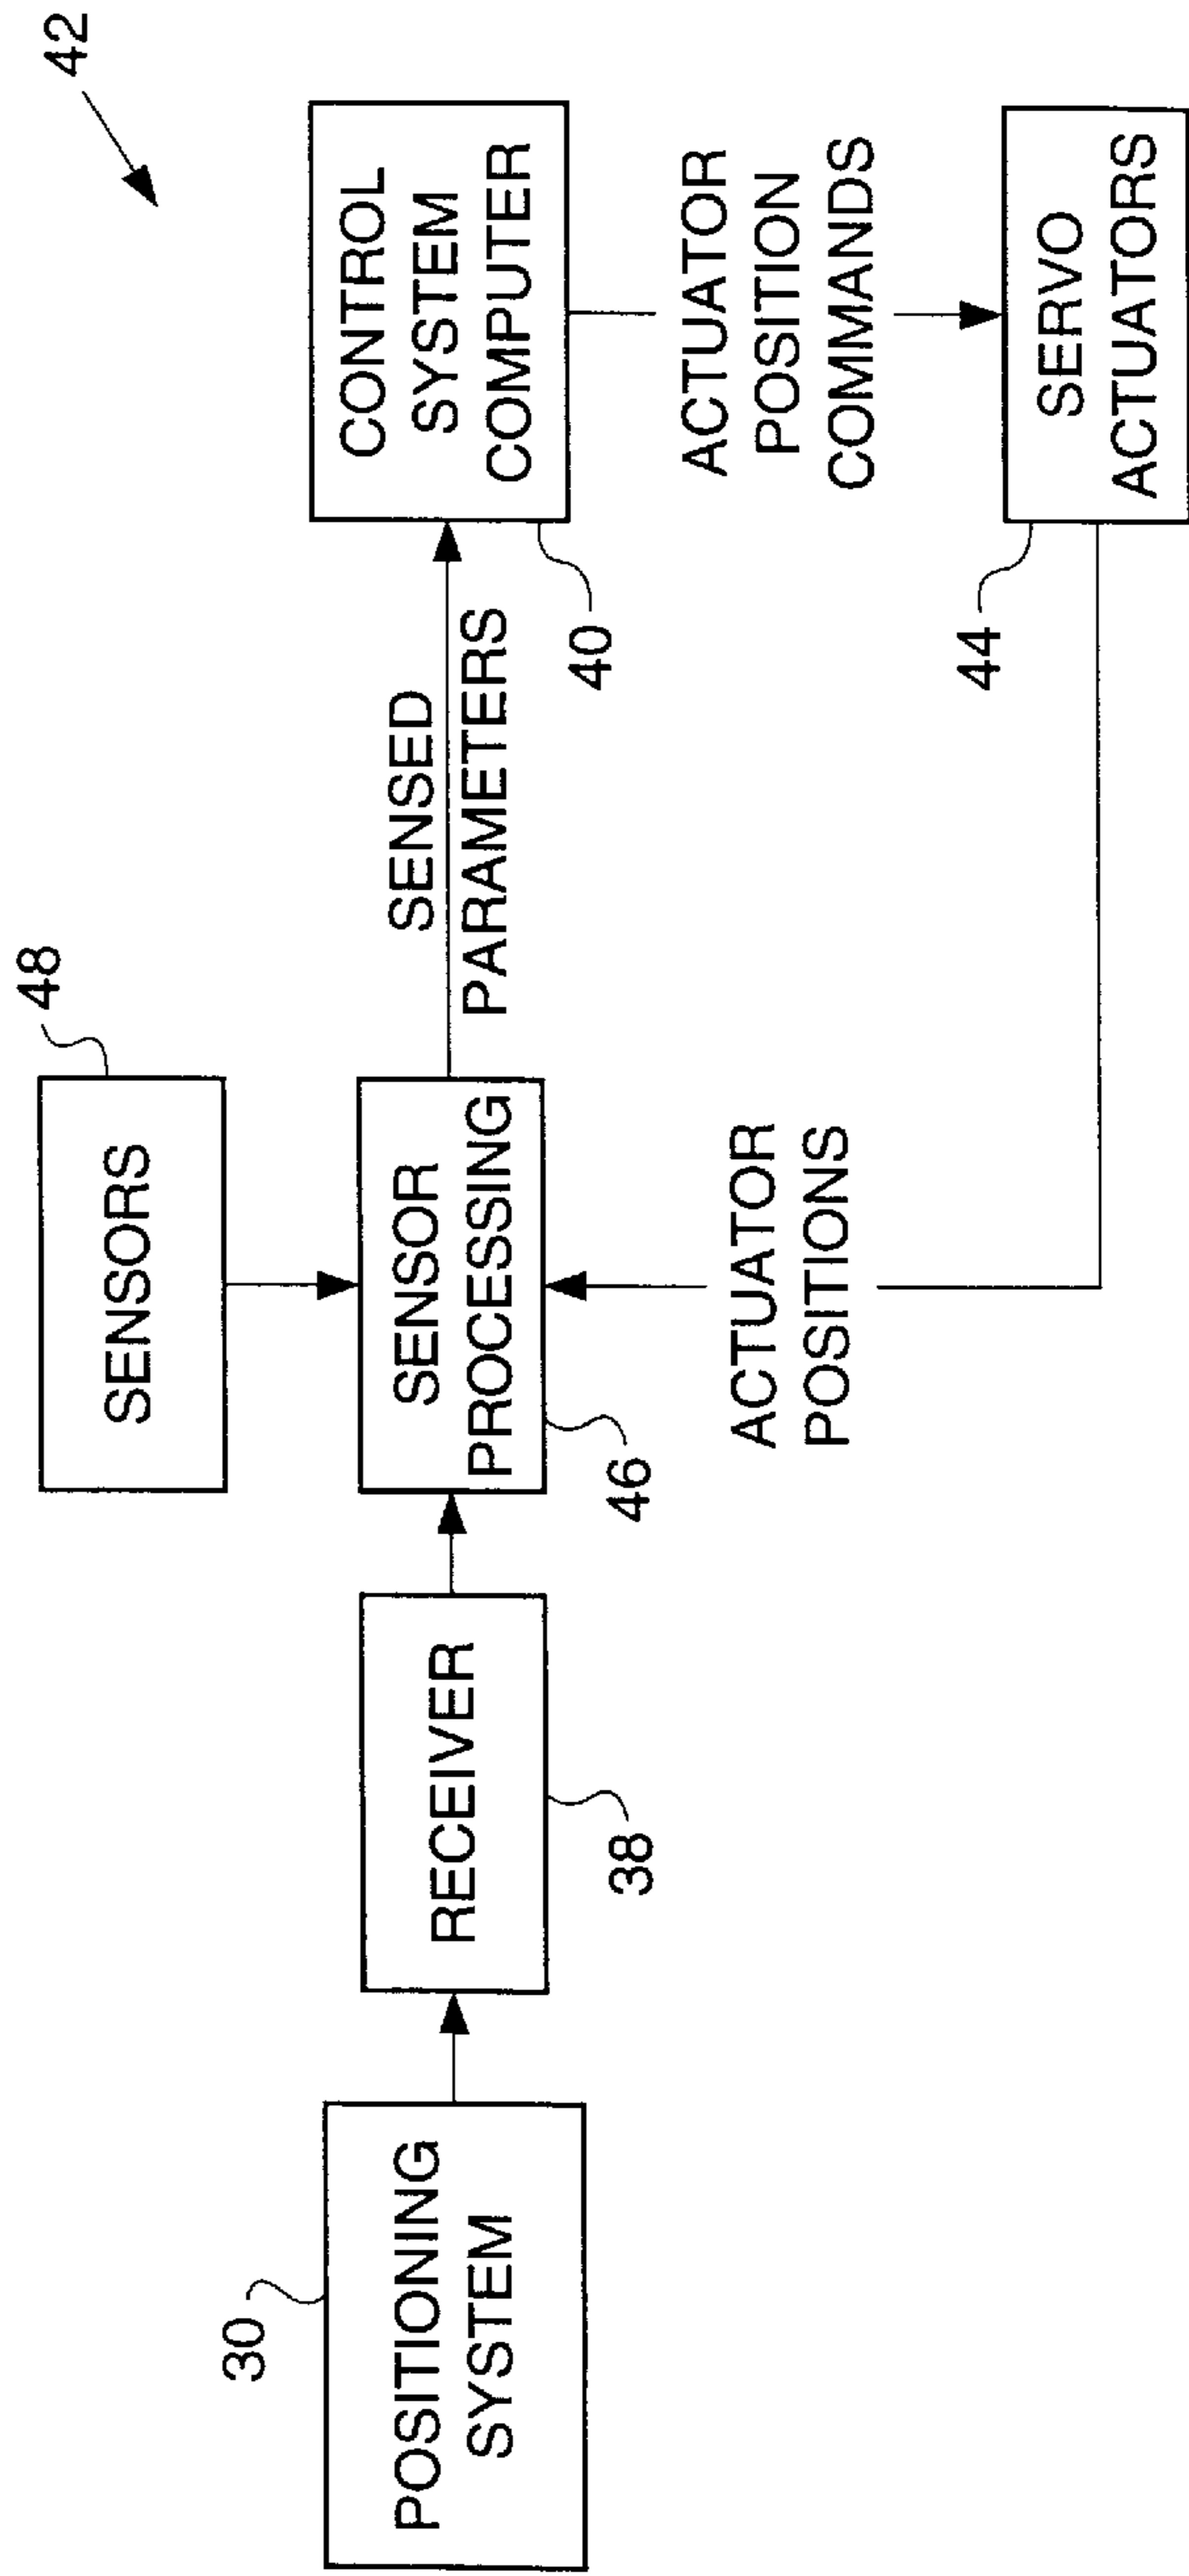 42
48
SENSORS
30
POSITIONING
SYSTEM
RECEIVER
38
SENSOR
PROCESSING
46
SENSED
PARAMETERS
CONTROL
SYSTEM
COMPUTER
40
ACTUATOR
POSITIONS
ACTUATOR
POSITION
COMMANDS
44
SERVO
ACTUATORS